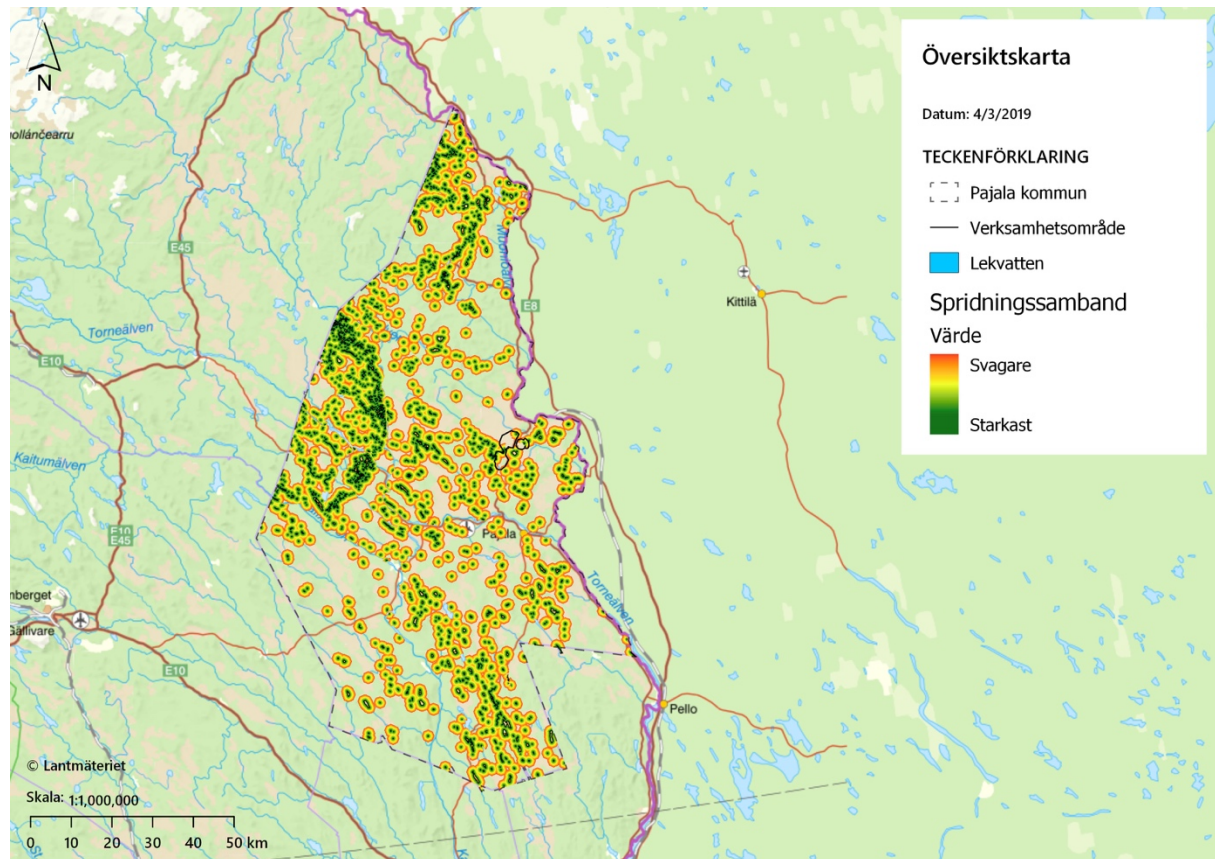 Översiktskarta
Datum: 4/3/2019
TECKENFÖRKLARING
Pajala kommun
Verksamhetsområde
Lekvatten
Spridningssamband
Värde
Svagare
Starkast
N
E45
Torneälven
E10
Kaitumälven
E10
E45
Gällivare
E10
E8
Kittilä
Torneälven
Pello
© Lantmäteriet
Skala: 1:1,000,000
0 10 20 30 40 50 km